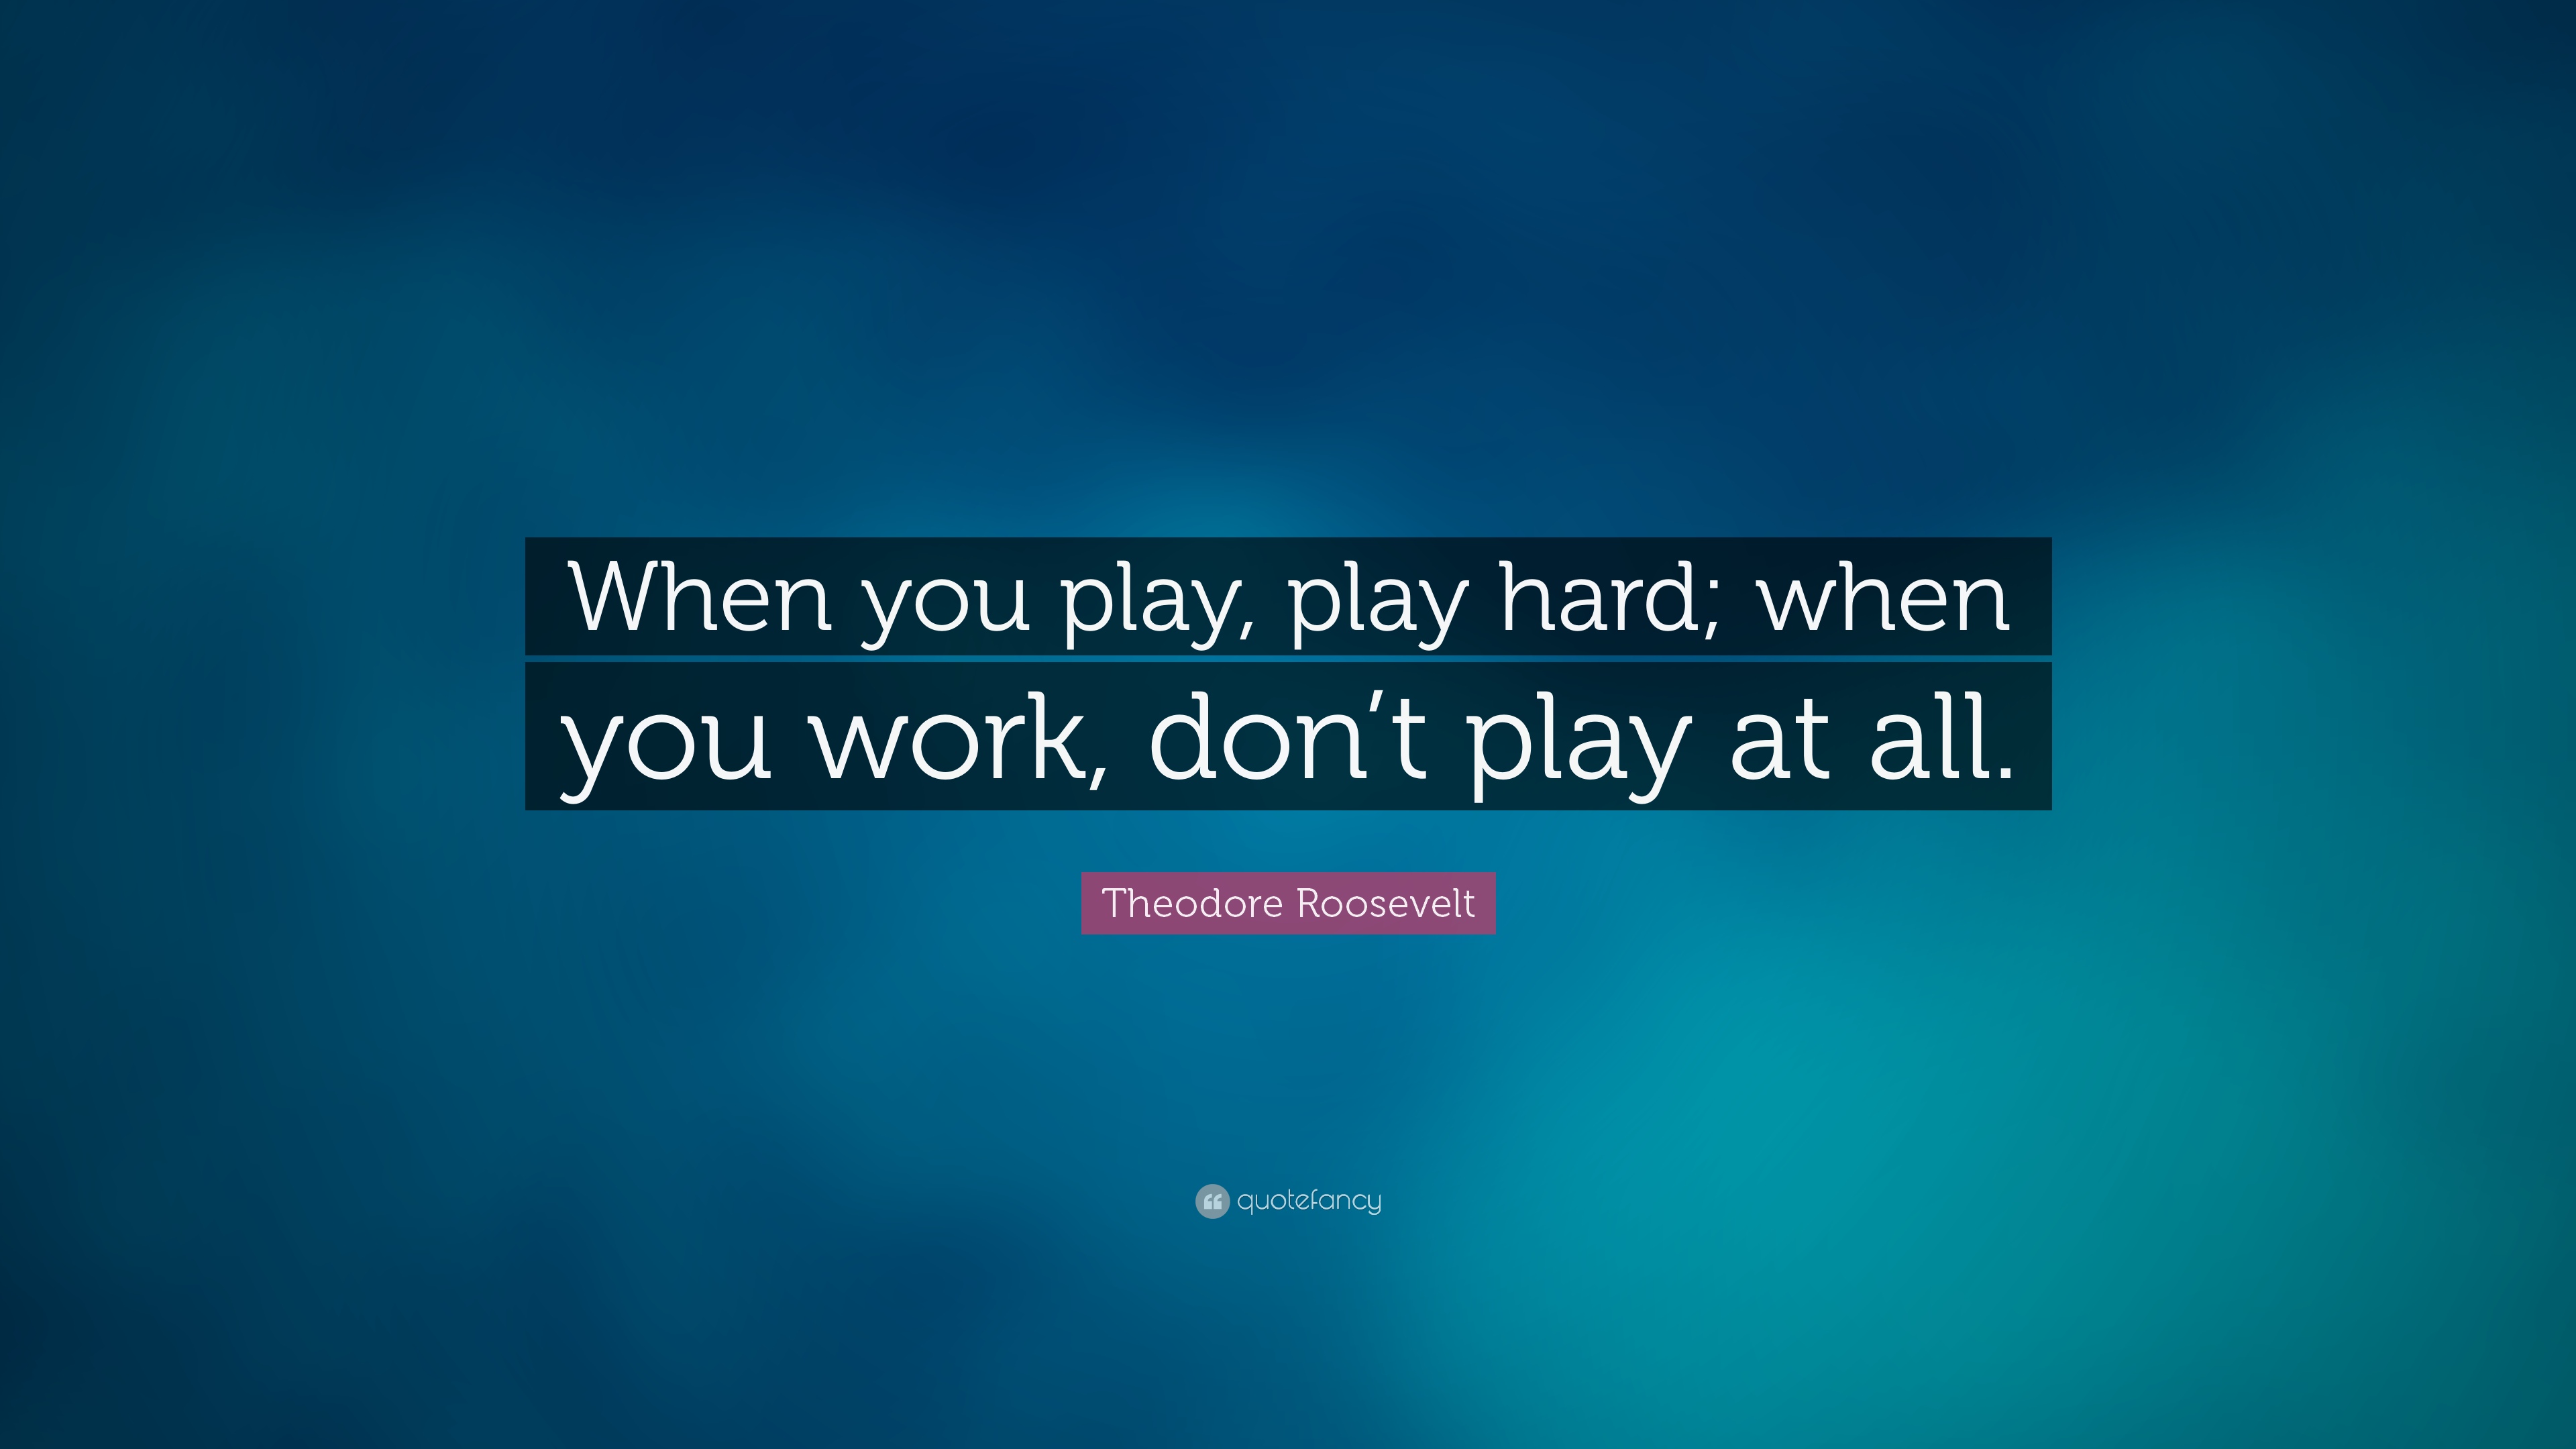 When you play, play hard; when
you work, don’t play at all.
Theodore Roosevelt
quotefancy